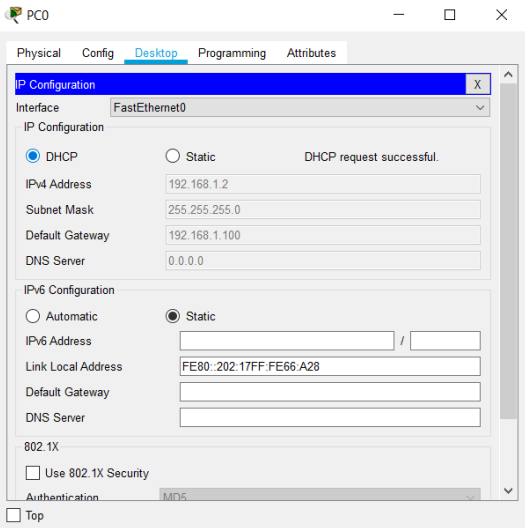 PC0
Physical Config Desktop Programming Attributes
IP Configuration X
Interface FastEthernet0
IP Configuration
DHCP Static DHCP request successful.
IPv4 Address 192.168.1.2
Subnet Mask 255.255.255.0
Default Gateway 192.168.1.100
DNS Server 0.0.0.0
IPv6 Configuration
Automatic Static
IPv6 Address /
Link Local Address FE80::202:17FF:FE66:A28
Default Gateway
DNS Server
802.1X
Use 802.1X Security
Authentication MD5
Top